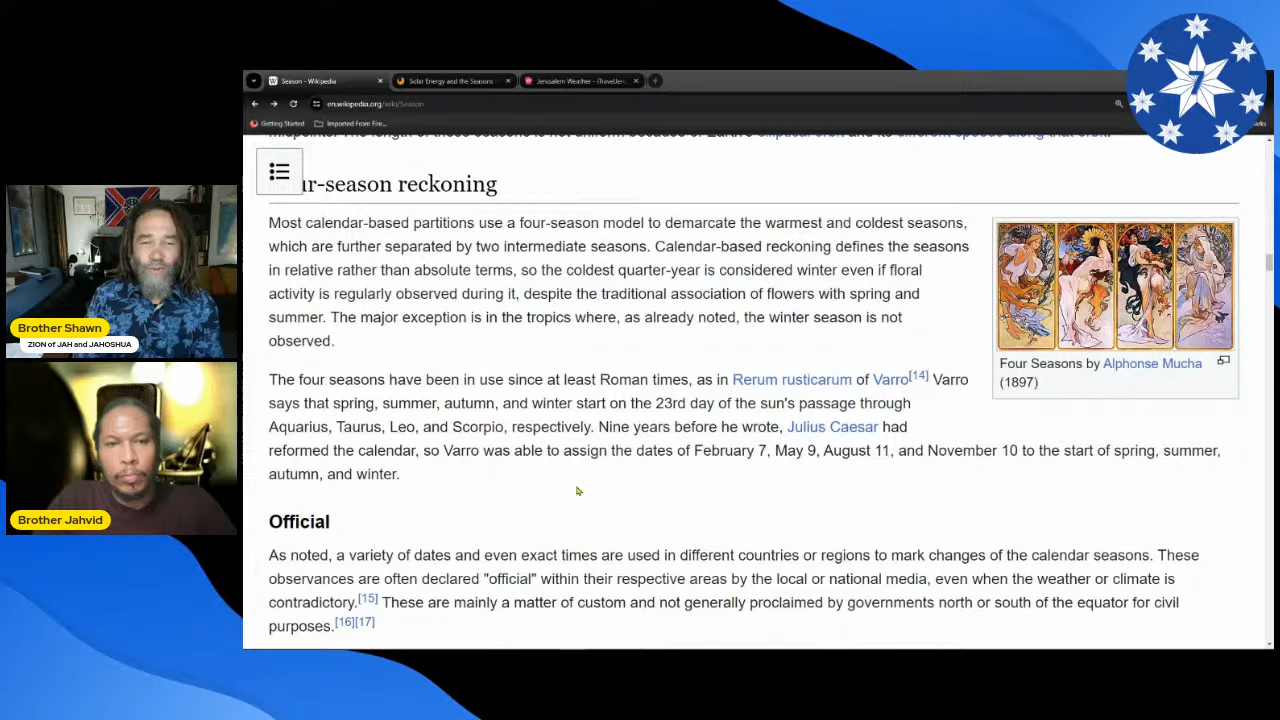 Season - Wikipedia
Solar Energy and the Seasons
Jerusalem Weather - iTravelJer
en.wikipedia.org/wiki/Season
Getting Started
Imported From Fire...
ur-season reckoning
Most calendar-based partitions use a four-season model to demarcate the warmest and coldest seasons,
which are further separated by two intermediate seasons. Calendar-based reckoning defines the seasons
in relative rather than absolute terms, so the coldest quarter-year is considered winter even if floral
activity is regularly observed during it, despite the traditional association of flowers with spring and
summer. The major exception is in the tropics where, as already noted, the winter season is not
observed.
Four Seasons by Alphonse Mucha
(1897)
The four seasons have been in use since at least Roman times, as in Rerum rusticarum of Varro[14] Varro
says that spring, summer, autumn, and winter start on the 23rd day of the sun's passage through
Aquarius, Taurus, Leo, and Scorpio, respectively. Nine years before he wrote, Julius Caesar had
reformed the calendar, so Varro was able to assign the dates of February 7, May 9, August 11, and November 10 to the start of spring, summer,
autumn, and winter.
Official
As noted, a variety of dates and even exact times are used in different countries or regions to mark changes of the calendar seasons. These
observances are often declared "official" within their respective areas by the local or national media, even when the weather or climate is
contradictory.[15] These are mainly a matter of custom and not generally proclaimed by governments north or south of the equator for civil
purposes.[16][17]
Brother Shawn
ZION of JAH and JAHOSHUA
Brother Jahvid
7